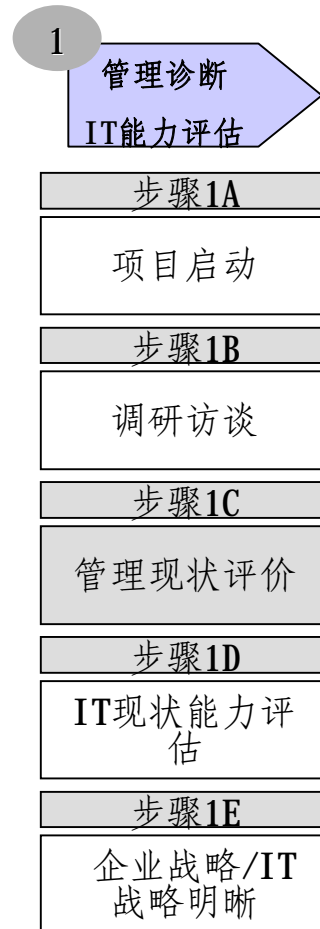 1
管理诊断
IT能力评估
步骤1A
项目启动
步骤1B
调研访谈
步骤1C
管理现状评价
步骤1D
IT现状能力评
估
步骤1E
企业战略/IT
战略明晰